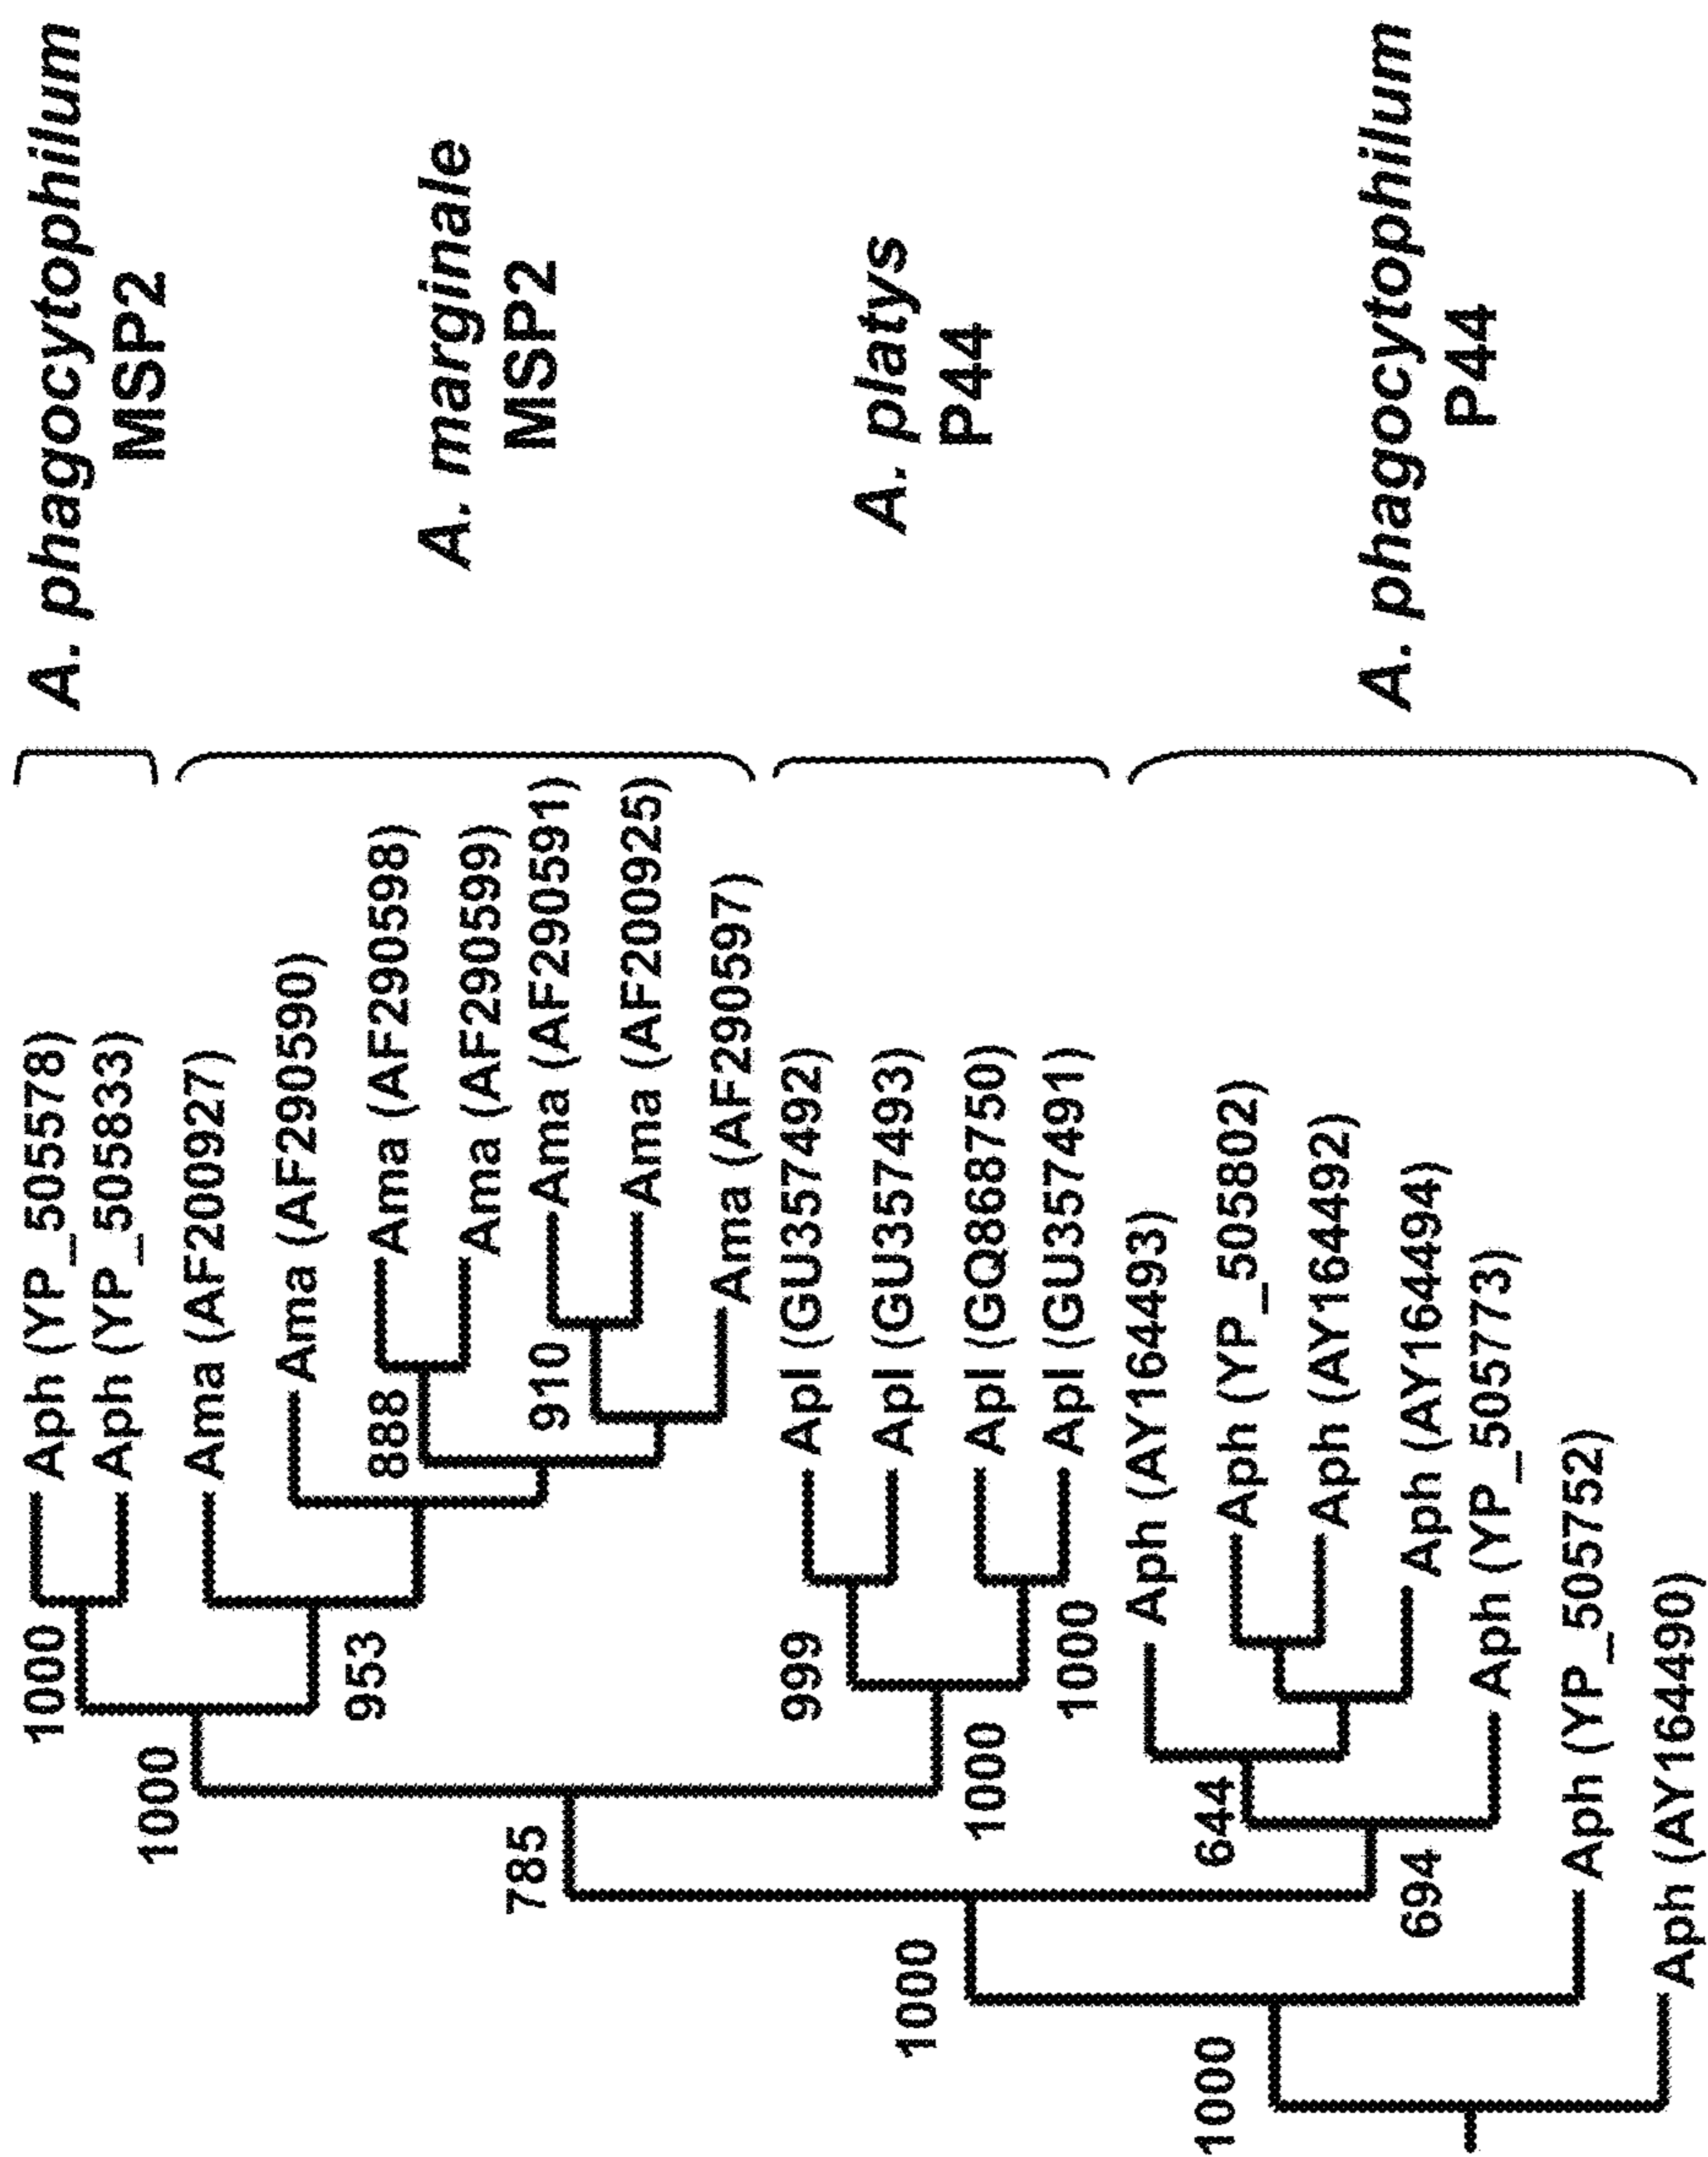 Aph (YP_505578)
Aph (YP_505833)
Ama (AF200927)
Ama (AF290590)
Ama (AF290598)
Ama (AF290599)
Ama (AF290591)
Ama (AF200925)
Ama (AF290597)
Apl (GU357492)
Apl (GU357493)
Apl (GQ868750)
Apl (GU357491)
Aph (AY164493)
Aph (YP_505802)
Aph (AY164492)
Aph (AY164494)
Aph (YP_505773)
Aph (YP_505752)
Aph (AY164490)
1000
1000
953
888
910
785
999
1000
1000
1000
644
694
1000
A. phagocytophilum
MSP2
A. marginale
MSP2
A. platys
P44
A. phagocytophilum
P44